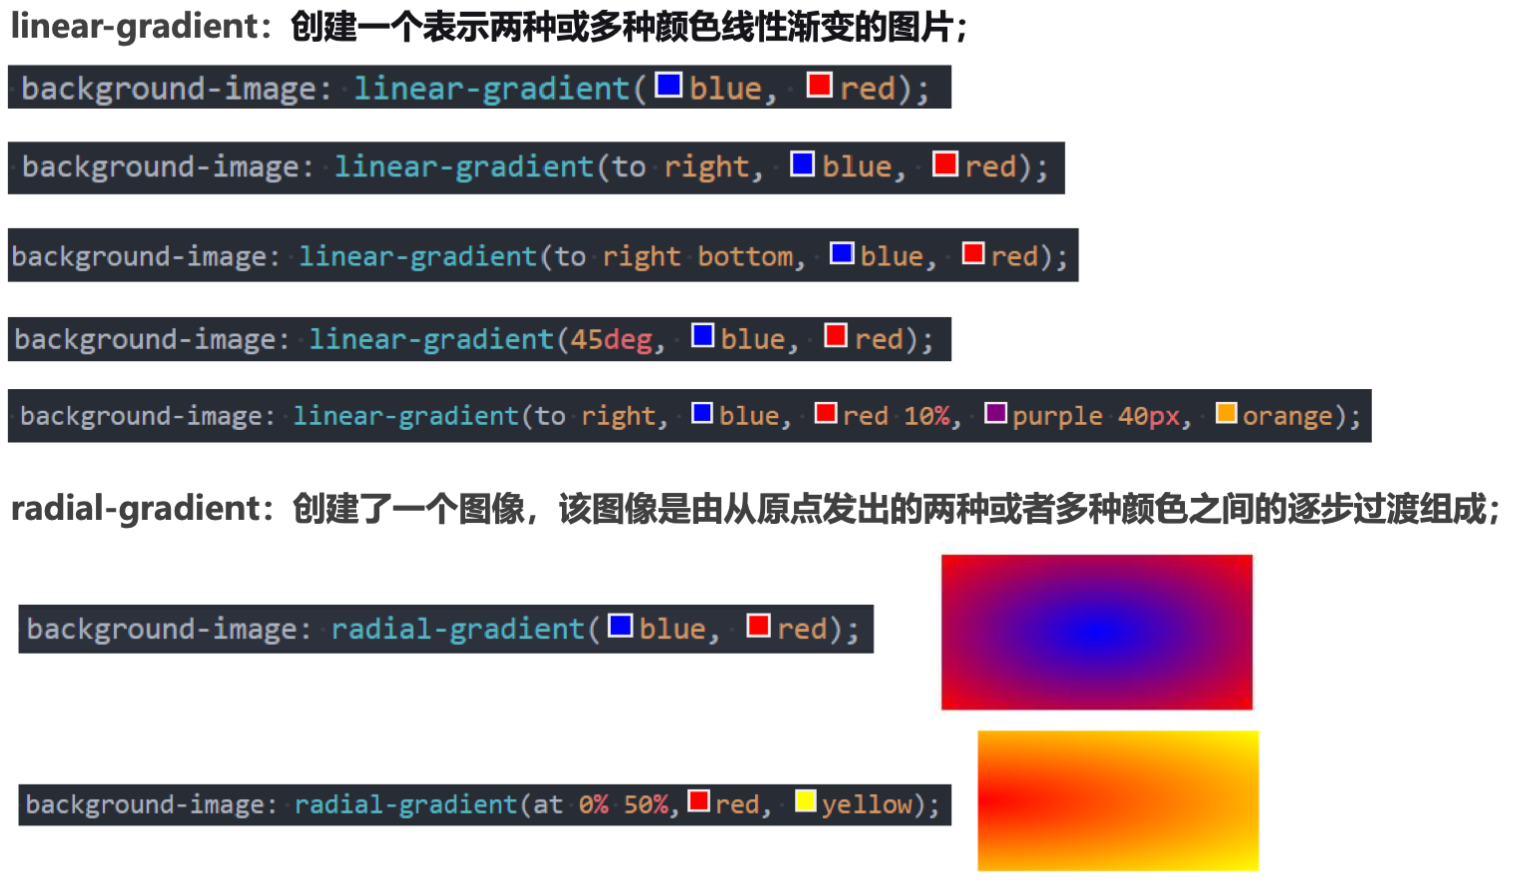 linear-gradient：创建一个表示两种或多种颜色线性渐变的图片；
background-image: linear-gradient(blue, red);
background-image: linear-gradient(to right, blue, red);
background-image: linear-gradient(to right bottom, blue, red);
background-image: linear-gradient(45deg, blue, red);
background-image: linear-gradient(to right, blue, red 10%, purple 40px, orange);
radial-gradient：创建了一个图像，该图像是由从原点发出的两种或者多种颜色之间的逐步过渡组成；
background-image: radial-gradient(blue, red);
background-image: radial-gradient(at 0% 50%,red, yellow);